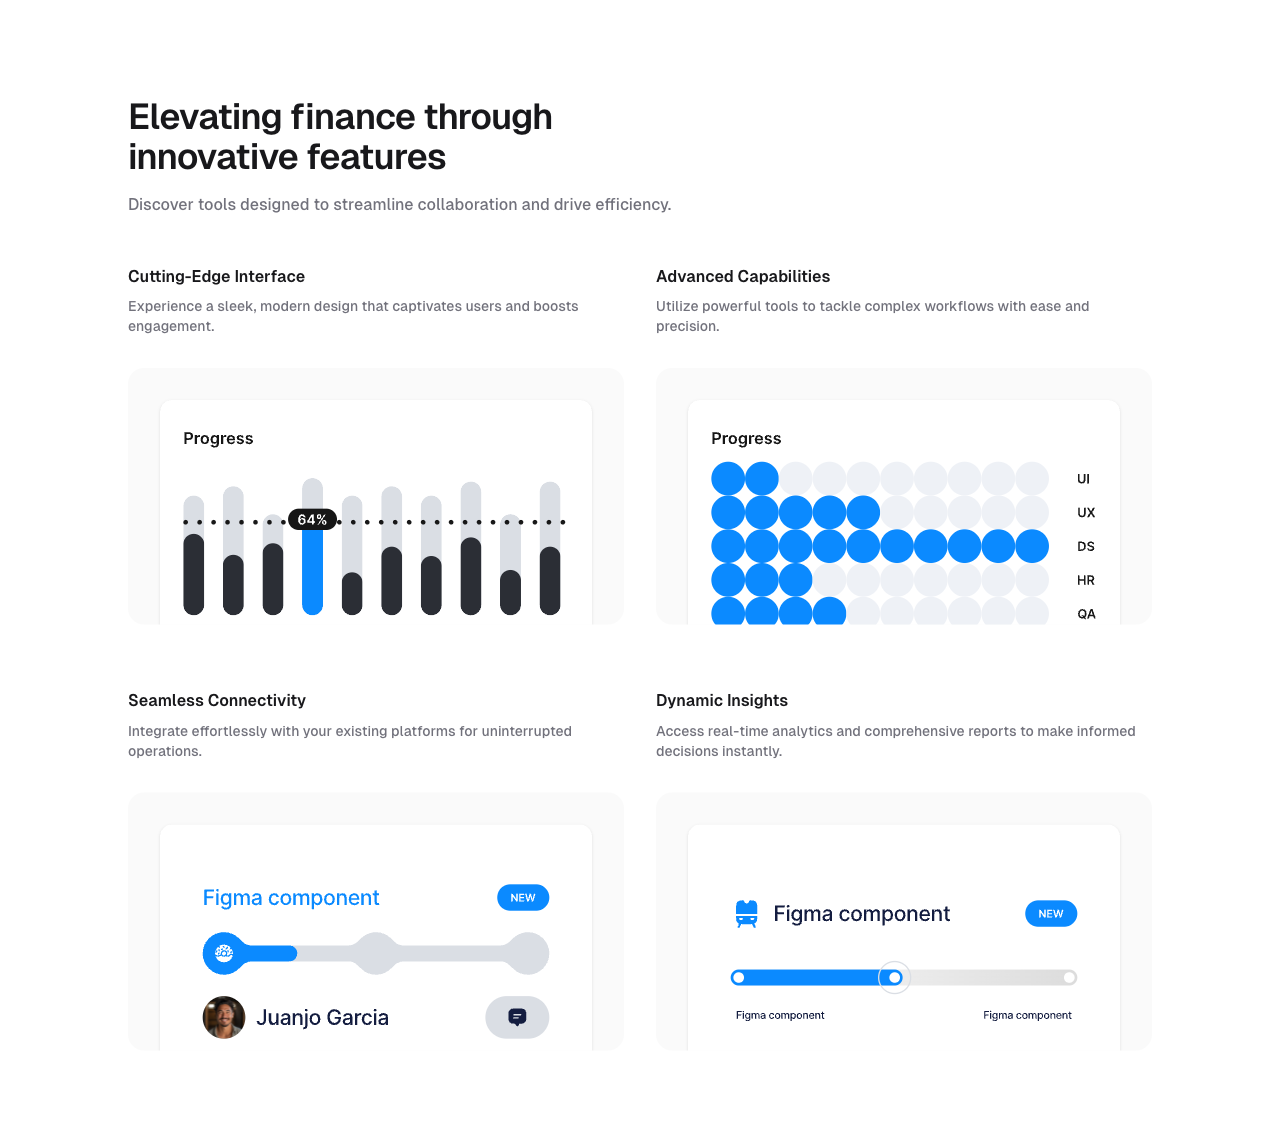 Elevating finance through
innovative features
Discover tools designed to streamline collaboration and drive efficiency.
Cutting-Edge Interface
Experience a sleek, modern design that captivates users and boosts
engagement.
Advanced Capabilities
Utilize powerful tools to tackle complex workflows with ease and
precision.
Progress
64%
Progress
UI
UX
DS
HR
QA
Seamless Connectivity
Integrate effortlessly with your existing platforms for uninterrupted
operations.
Dynamic Insights
Access real-time analytics and comprehensive reports to make informed
decisions instantly.
Figma component
NEW
Juanjo Garcia
Figma component
NEW
Figma component
Figma component